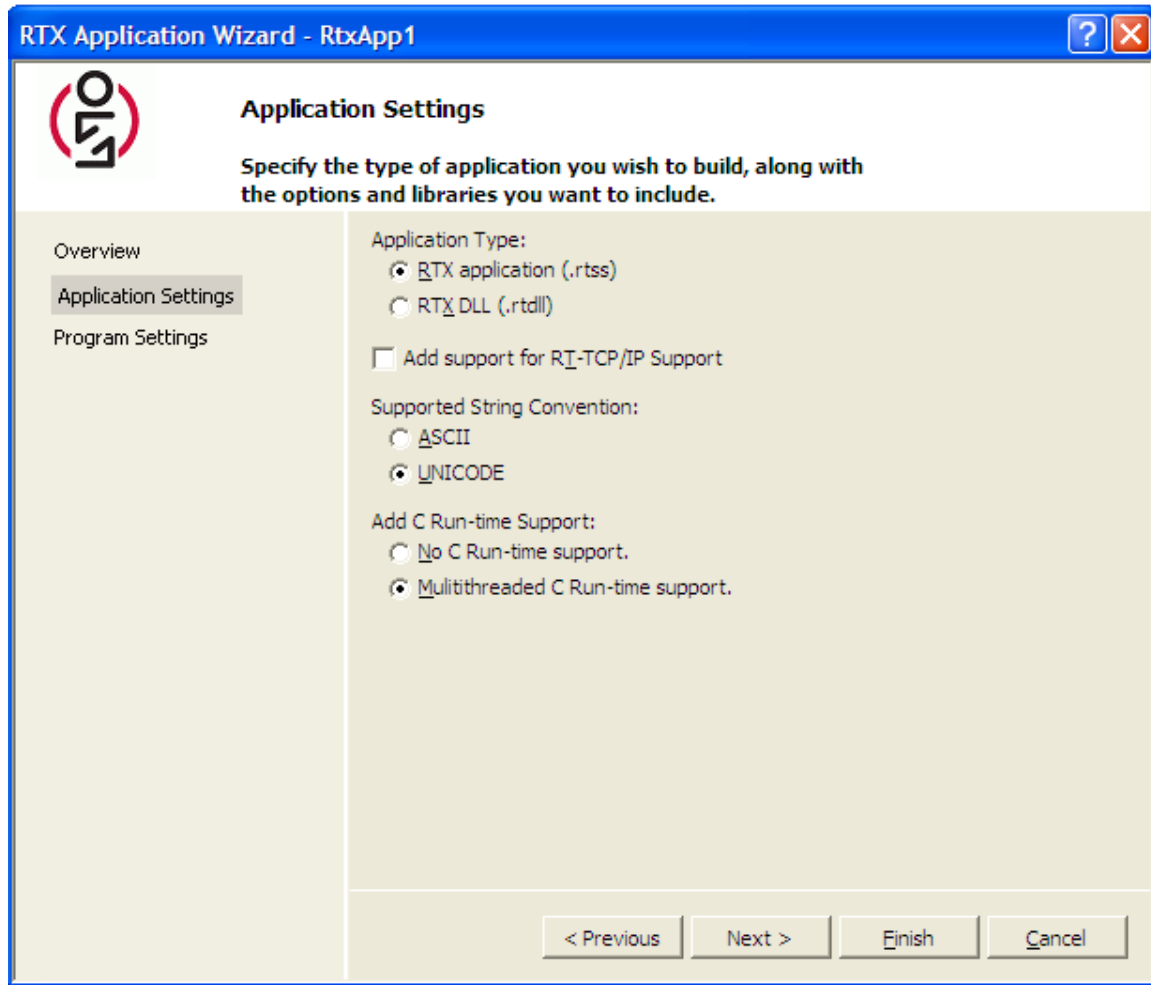 RTX Application Wizard - RtxApp1
Application Settings
Specify the type of application you wish to build, along with
the options and libraries you want to include.
Overview
Application Settings
Program Settings
Application Type:
RTX application (.rtss)
RTX DLL (.rtdll)
Add support for RT-TCP/IP Support
Supported String Convention:
ASCII
UNICODE
Add C Run-time Support:
No C Run-time support.
Mulitithreaded C Run-time support.
< Previous
Next >
Finish
Cancel